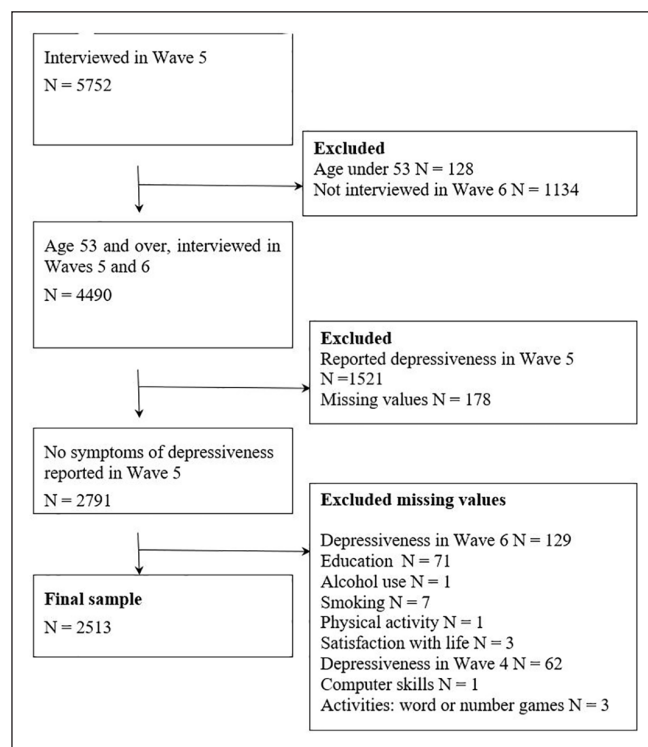 Interviewed in Wave 5
N = 5752
Excluded
Age under 53 N = 128
Not interviewed in Wave 6 N = 1134
Age 53 and over, interviewed in
Waves 5 and 6
N = 4490
Excluded
Reported depressiveness in Wave 5
N =1521
Missing values N = 178
No symptoms of depressiveness
reported in Wave 5
N = 2791
Excluded missing values
Depressiveness in Wave 6 N = 129
Education N = 71
Alcohol use N = 1
Smoking N = 7
Physical activity N = 1
Satisfaction with life N = 3
Depressiveness in Wave 4 N = 62
Computer skills N = 1
Activities: word or number games N = 3
Final sample
N = 2513